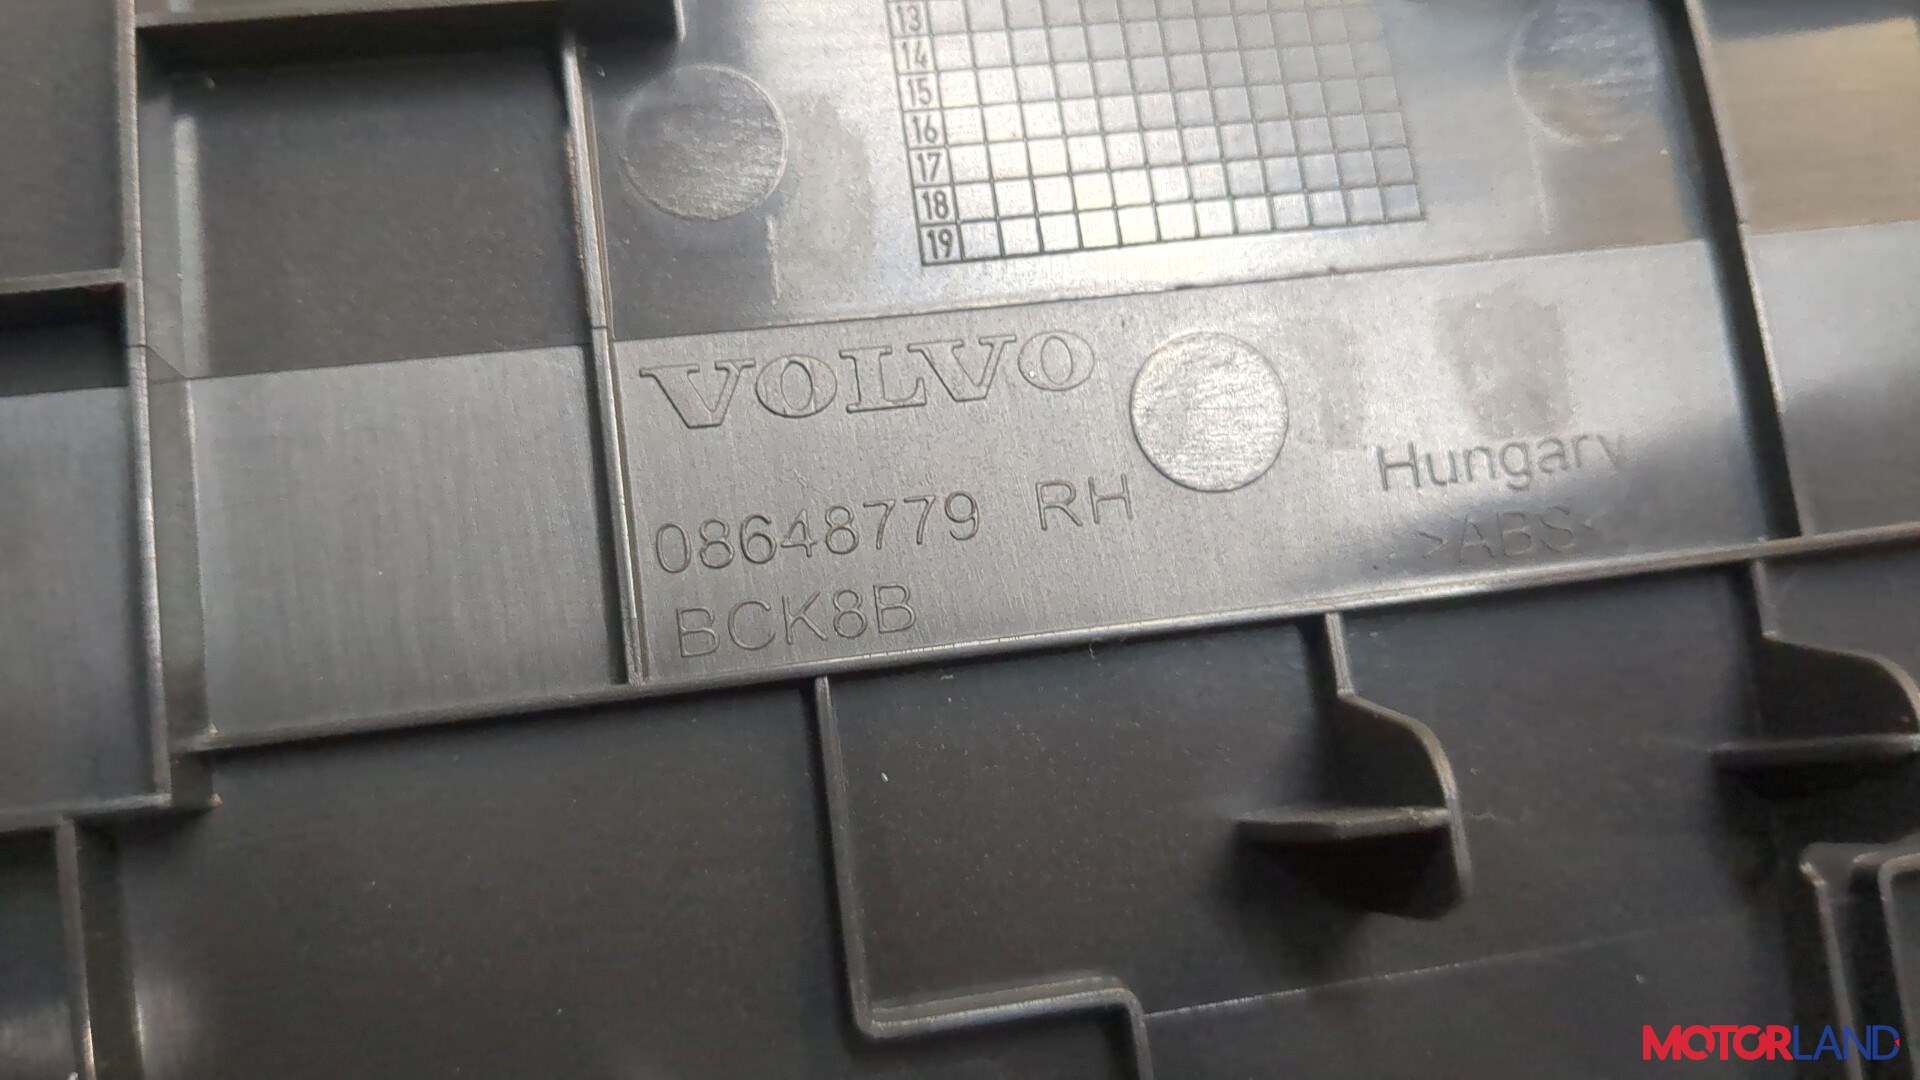 13
14
15
16
17
18
19
VOLVO
08648779 RH
BCK8B
Hungary
>ABS<
MOTORLAND